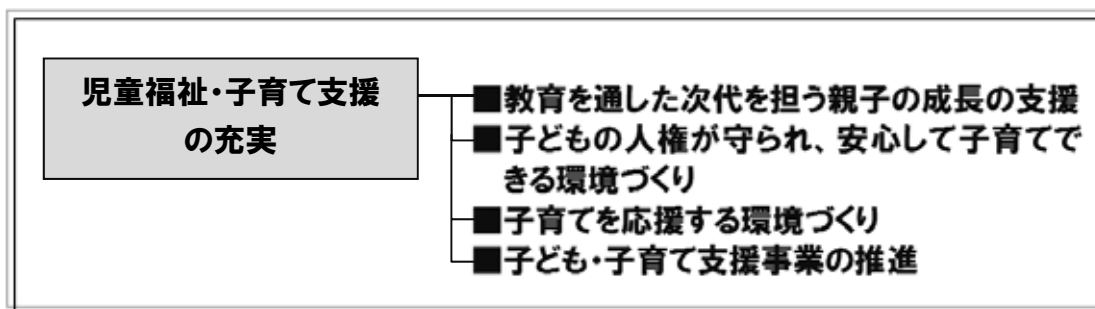 児童福祉・子育て支援
の充実
■教育を通した次代を担う親子の成長の支援
■子どもの人権が守られ、安心して子育てで
きる環境づくり
■子育てを応援する環境づくり
■子ども・子育て支援事業の推進